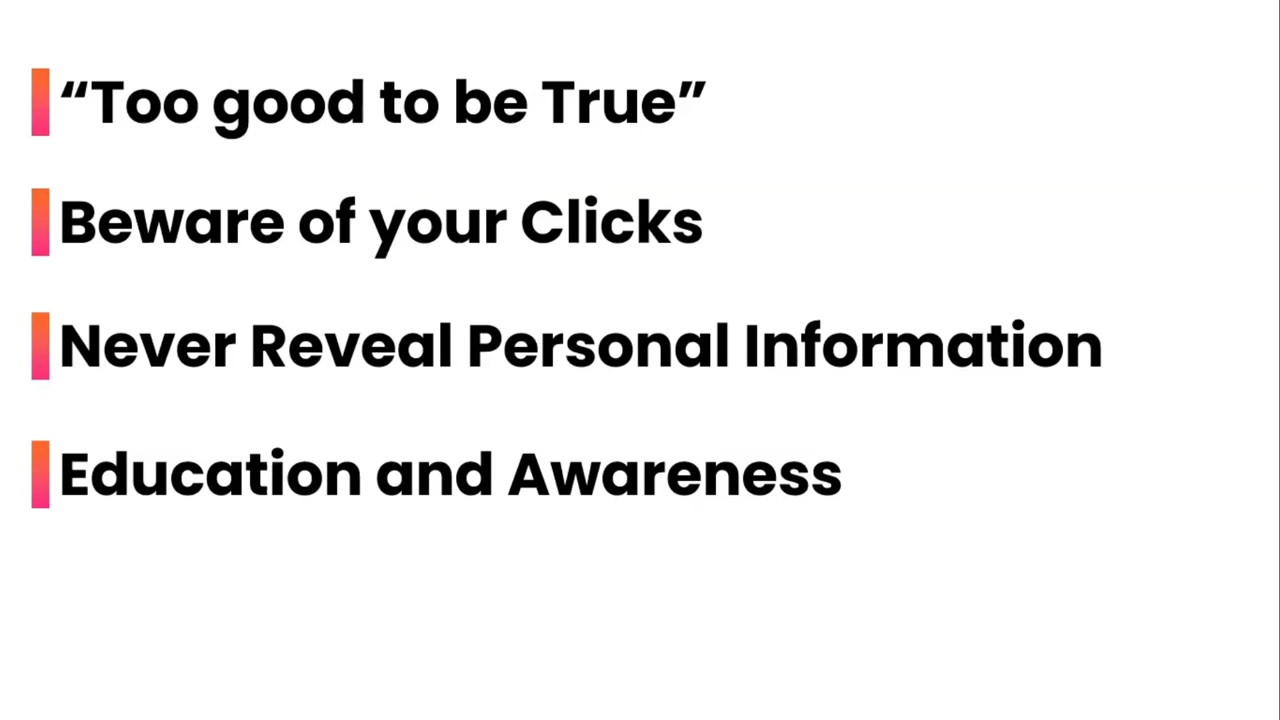 “Too good to be True”
Beware of your Clicks
Never Reveal Personal Information
Education and Awareness